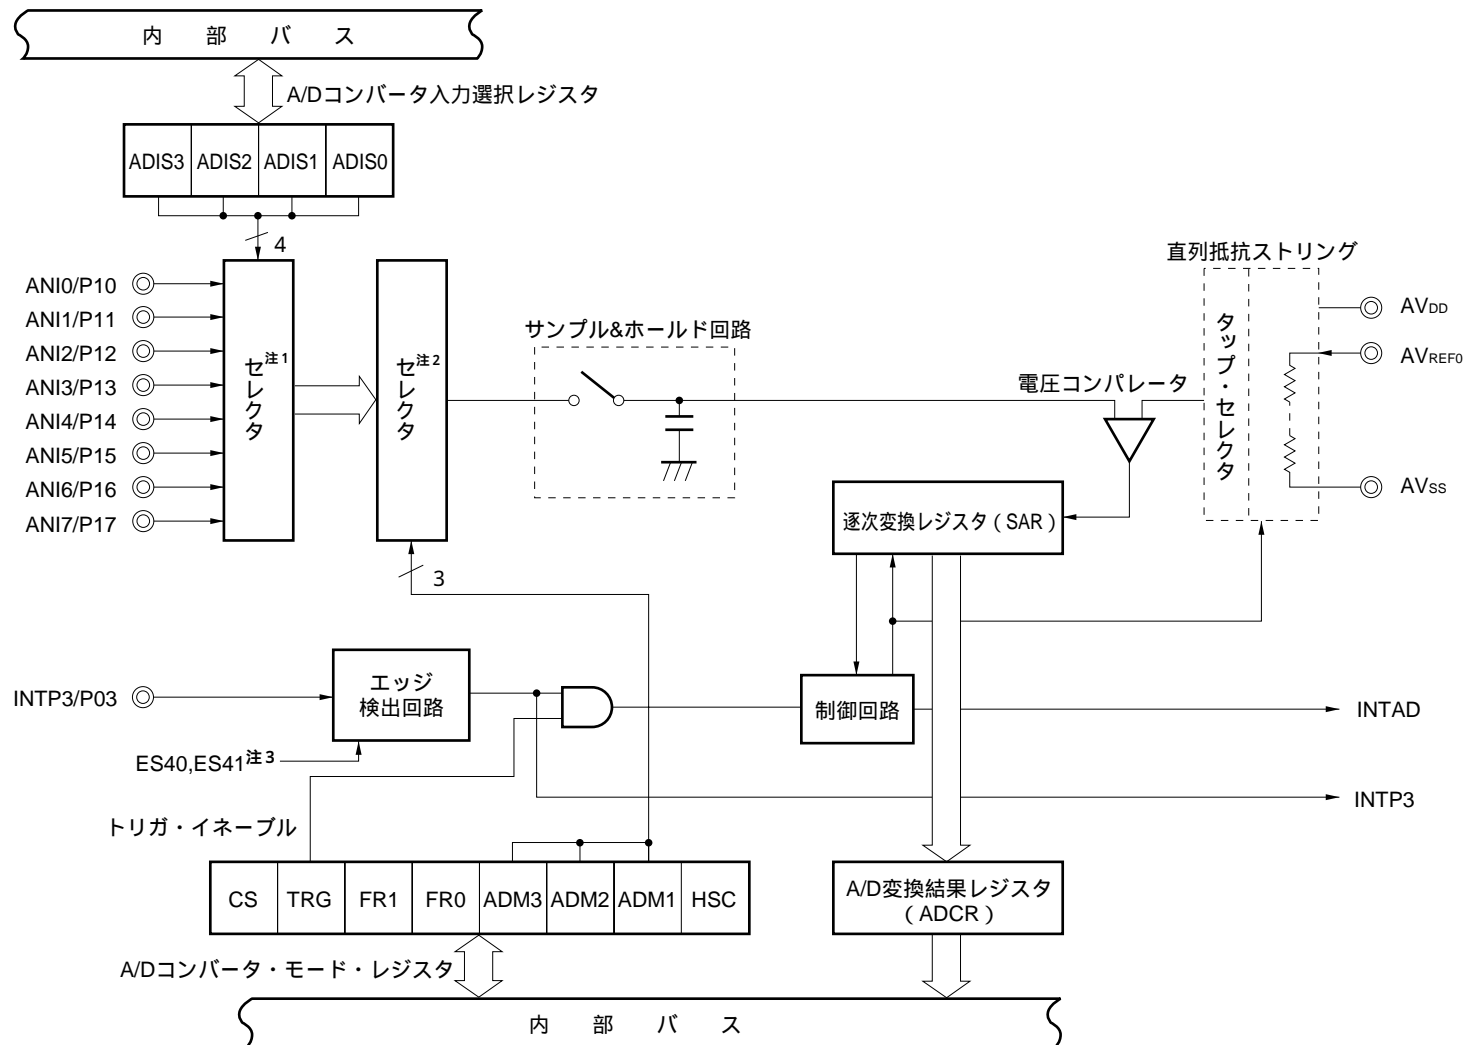 内 部 バ ス
A/Dコンバータ入力選択レジスタ
ADIS3 ADIS2 ADIS1 ADIS0
4
直列抵抗ストリング
ANI0/P10
ANI1/P11
ANI2/P12
ANI3/P13
ANI4/P14
ANI5/P15
ANI6/P16
ANI7/P17
セレクタ注1
セレクタ注2
サンプル&ホールド回路
電圧コンパレータ
タップ・セレクタ
AVDD
AVREF0
AVSS
逐次変換レジスタ(SAR)
3
INTP3/P03
エッジ
検出回路
ES40,ES41注3
制御回路
INTAD
INTP3
トリガ・イネーブル
CS TRG FR1 FR0 ADM3 ADM2 ADM1 HSC
A/D変換結果レジスタ
(ADCR)
A/Dコンバータ・モード・レジスタ
内 部 バ ス